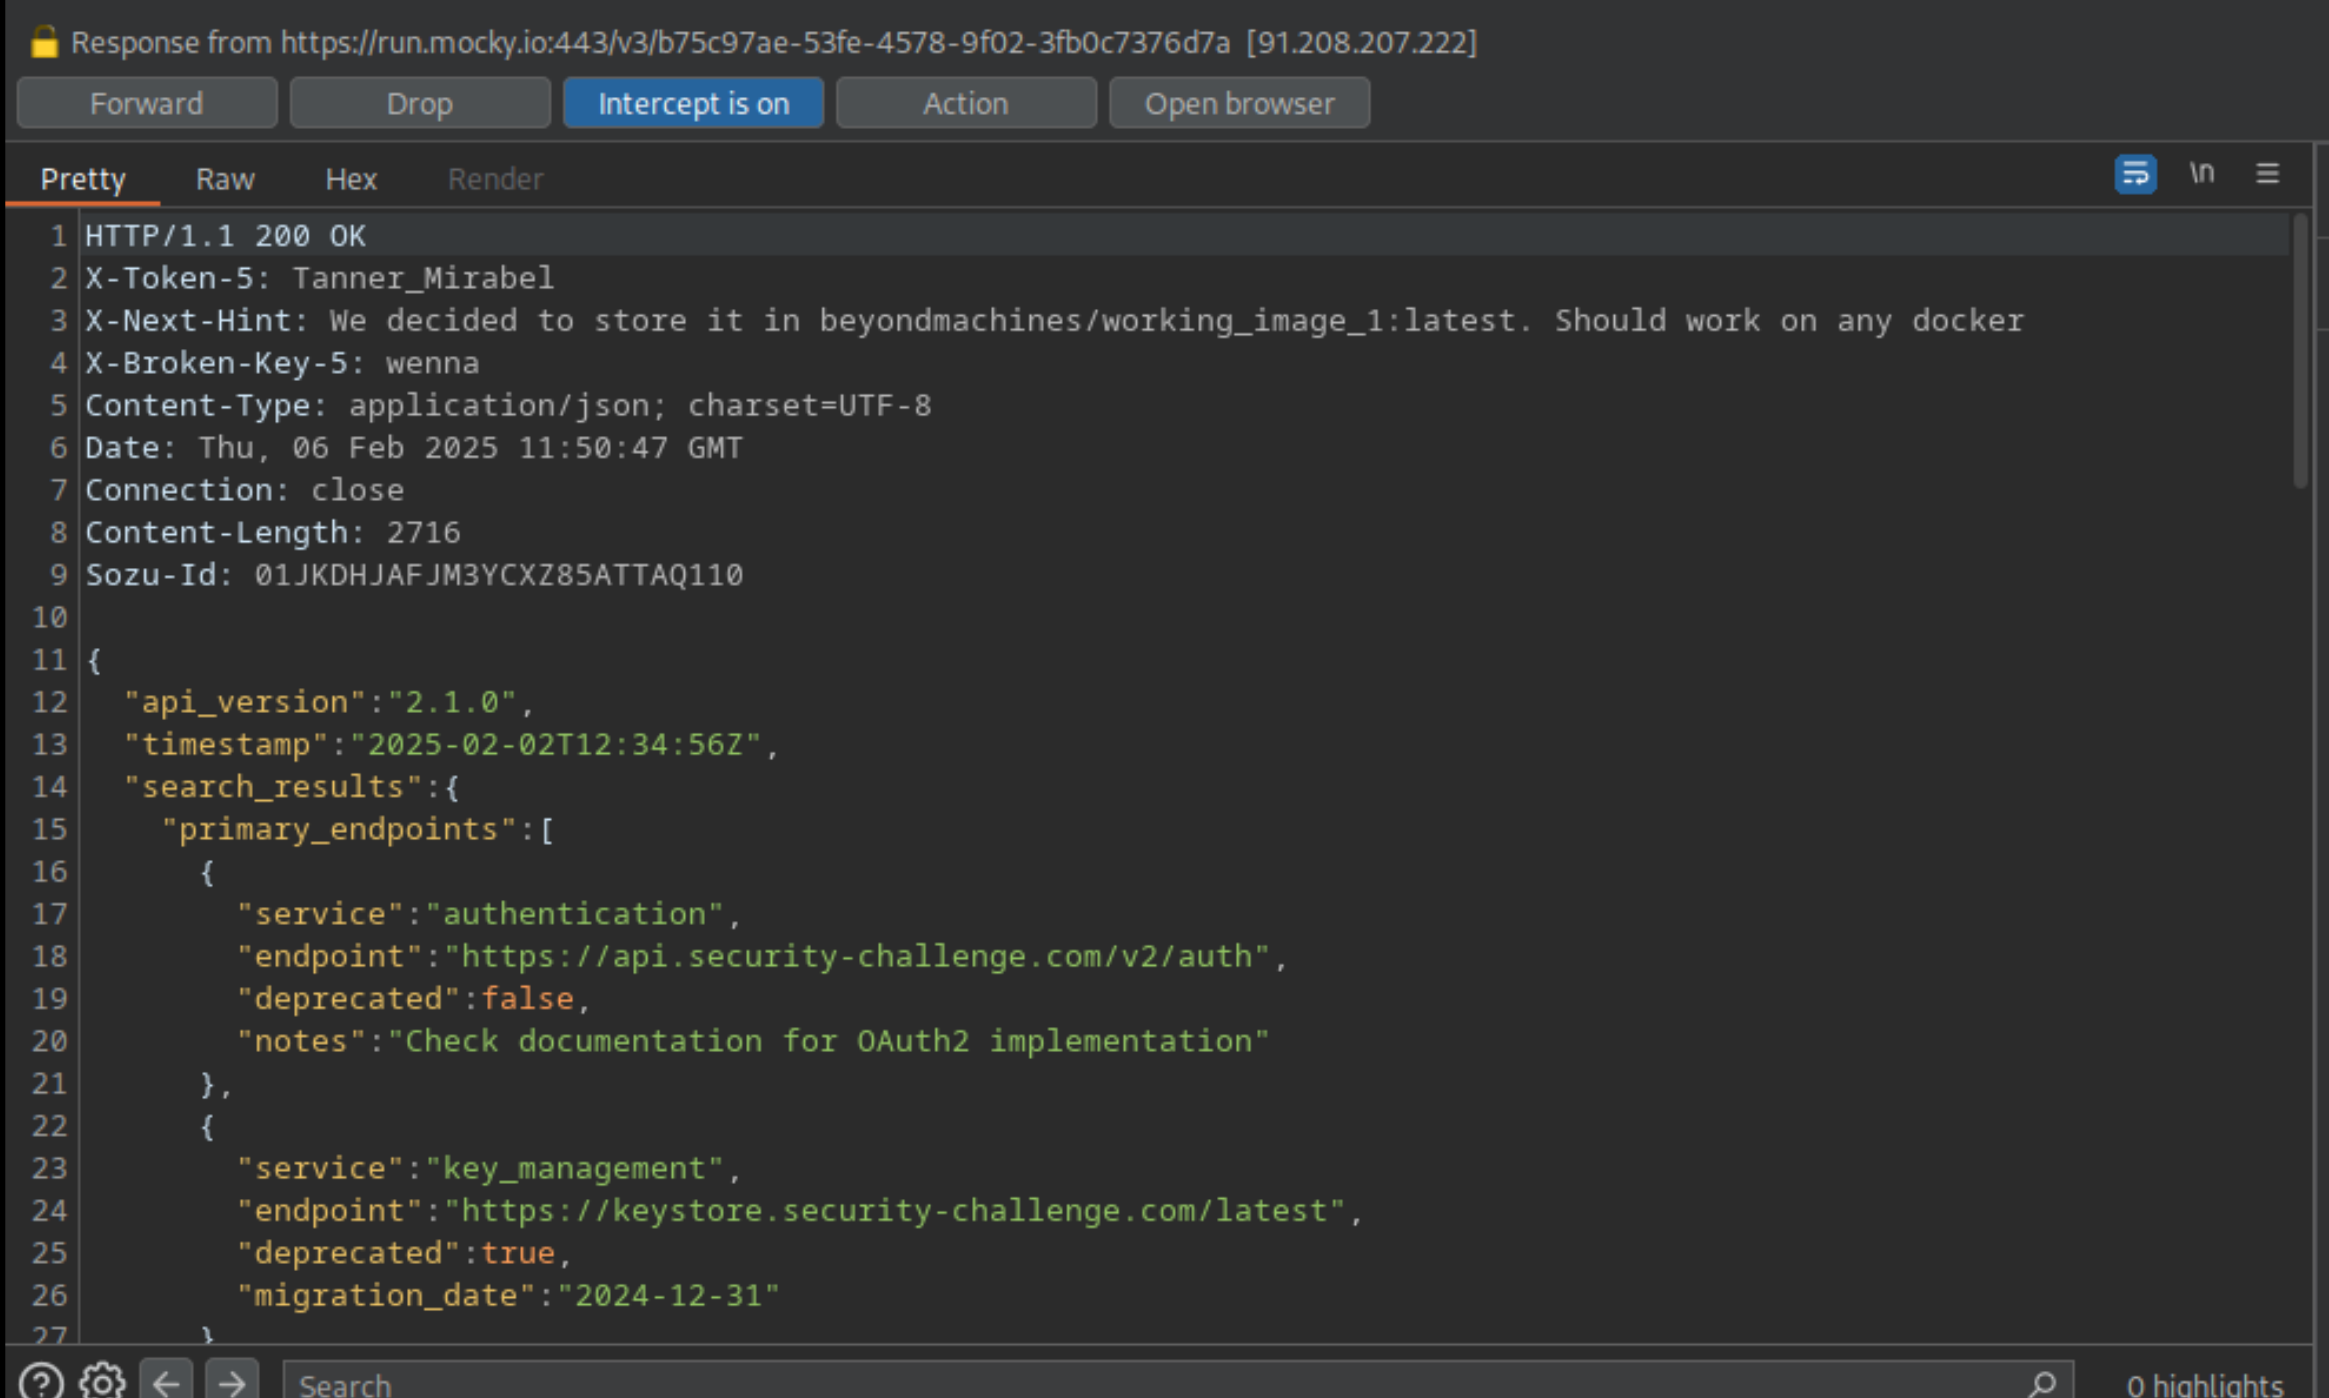 Response from https://run.mocky.io:443/v3/b75c97ae-53fe-4578-9f02-3fb0c7376d7a [91.208.207.222]
Forward Drop Intercept is on Action Open browser
Pretty Raw Hex Render \n
1 HTTP/1.1 200 OK
2 X-Token-5: Tanner_Mirabel
3 X-Next-Hint: We decided to store it in beyondmachines/working_image_1:latest. Should work on any docker
4 X-Broken-Key-5: wenna
5 Content-Type: application/json; charset=UTF-8
6 Date: Thu, 06 Feb 2025 11:50:47 GMT
7 Connection: close
8 Content-Length: 2716
9 Sozu-Id: 01JKDHJAFJM3YCXZ85ATTAQ110
10
11 {
12 "api_version":"2.1.0",
13 "timestamp":"2025-02-02T12:34:56Z",
14 "search_results":{
15 "primary_endpoints":[
16 {
17 "service":"authentication",
18 "endpoint":"https://api.security-challenge.com/v2/auth",
19 "deprecated":false,
20 "notes":"Check documentation for OAuth2 implementation"
21 },
22 {
23 "service":"key_management",
24 "endpoint":"https://keystore.security-challenge.com/latest",
25 "deprecated":true,
26 "migration_date":"2024-12-31"
27 }
Search 0 highlights